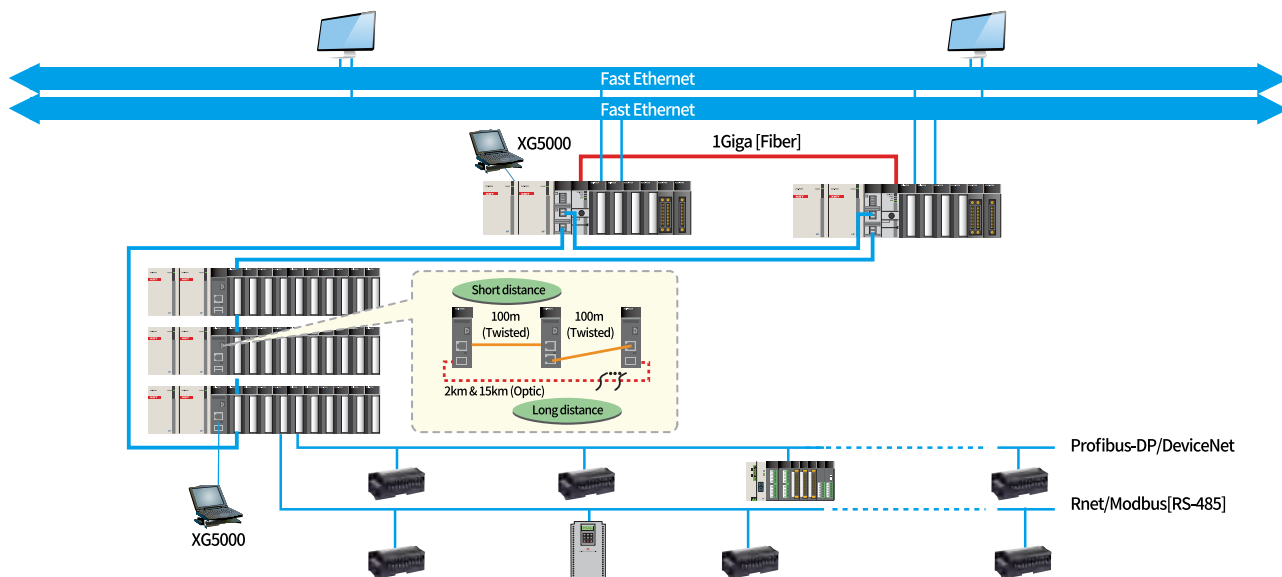 Fast Ethernet
Fast Ethernet
XG5000
1Giga [Fiber]
Short distance
100m
(Twisted)
100m
(Twisted)
2km & 15km (Optic)
Long distance
Profibus-DP/DeviceNet
Rnet/Modbus[RS-485]
XG5000